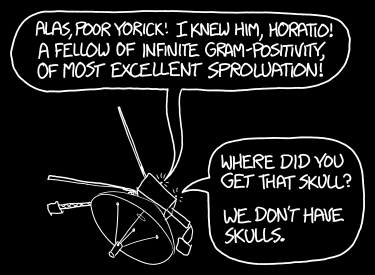 ALAS, POOR YORICK! I KNEW HIM, HORATIO!
A FELLOW OF INFINITE GRAM-POSITIVITY,
OF MOST EXCELLENT SPROLUATION!
WHERE DID YOU
GET THAT SKULL?
WE DON'T HAVE
SKULLS.